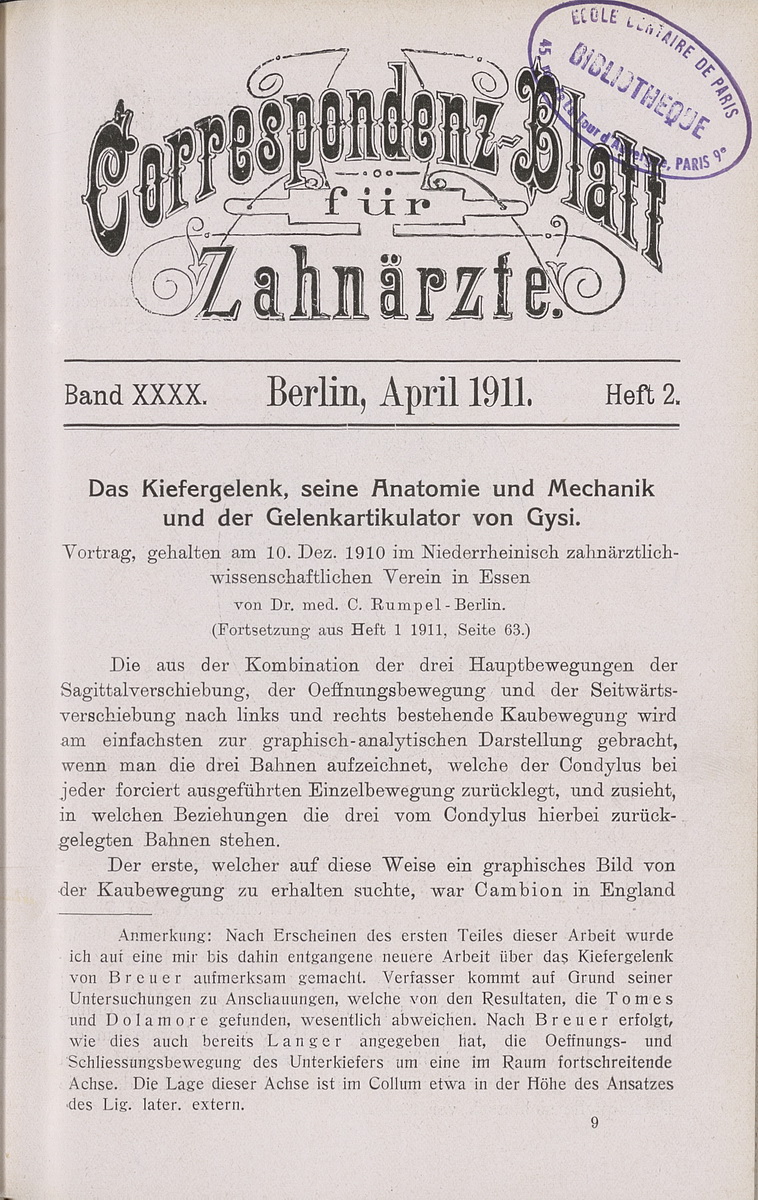 ECOLE DENTAIRE DE PARIS
BIBLIOTHEQUE
45, La Tour d'Auvergne, PARIS 9e
Correspondenz-Blatt
für
Zahnärzte.
Band XXXX. Berlin, April 1911. Heft 2.
Das Kiefergelenk, seine Anatomie und Mechanik
und der Gelenkartikulator von Gysi.
Vortrag, gehalten am 10. Dez. 1910 im Niederrheinisch zahnärztlich-
wissenschaftlichen Verein in Essen
von Dr. med. C. Rumpel-Berlin.
(Fortsetzung aus Heft 1 1911, Seite 63.)
Die aus der Kombination der drei Hauptbewegungen der
Sagittalverschiebung, der Oeffnungsbewegung und der Seitwärts-
verschiebung nach links und rechts bestehende Kaubewegung wird
am einfachsten zur graphisch-analytischen Darstellung gebracht,
wenn man die drei Bahnen aufzeichnet, welche der Condylus bei
jeder forciert ausgeführten Einzelbewegung zurücklegt, und zusieht,
in welchen Beziehungen die drei vom Condylus hierbei zurück-
gelegten Bahnen stehen.
Der erste, welcher auf diese Weise ein graphisches Bild von
der Kaubewegung zu erhalten suchte, war Cambion in England
Anmerkung: Nach Erscheinen des ersten Teiles dieser Arbeit wurde
ich auf eine mir bis dahin entgangene neuere Arbeit über das Kiefergelenk
von Breuer aufmerksam gemacht. Verfasser kommt auf Grund seiner
Untersuchungen zu Anschauungen, welche von den Resultaten, die Tomes
und Dolamore gefunden, wesentlich abweichen. Nach Breuer erfolgt,
wie dies auch bereits Langer angegeben hat, die Oeffnungs- und
Schliessungsbewegung des Unterkiefers um eine im Raum fortschreitende
Achse. Die Lage dieser Achse ist im Collum etwa in der Höhe des Ansatzes
des Lig. later. extern.
9